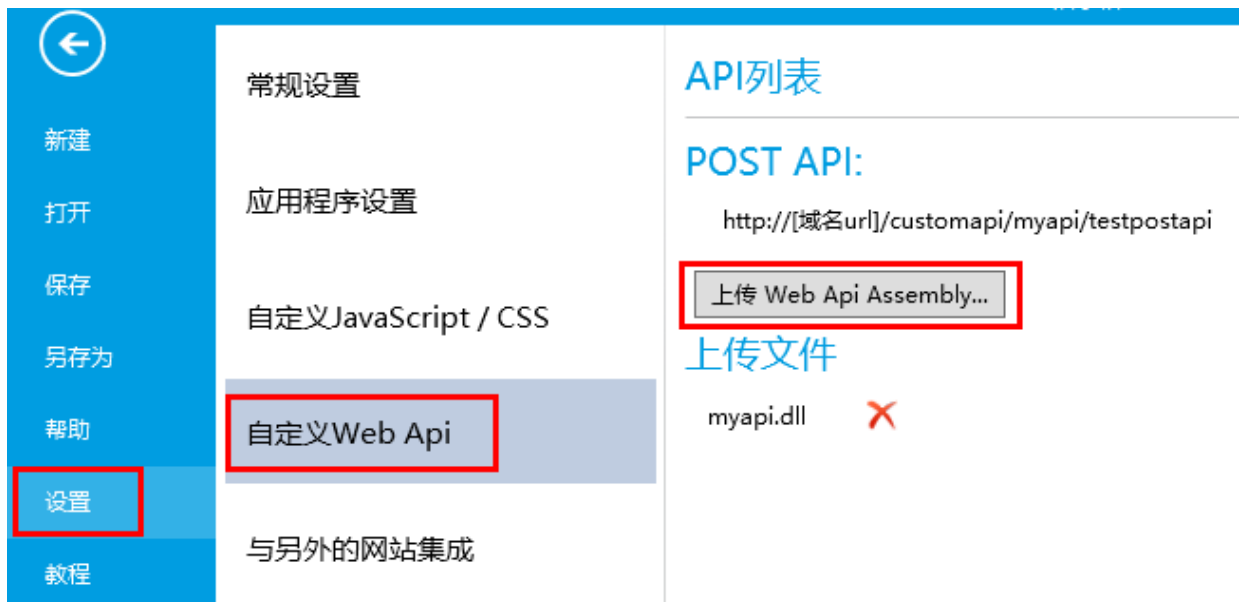 新建
打开
保存
另存为
帮助
设置
教程
常规设置
应用程序设置
自定义JavaScript / CSS
自定义Web Api
与另外的网站集成
API列表
POST API:
http://[域名url]/customapi/myapi/testpostapi
上传 Web Api Assembly...
上传文件
myapi.dll